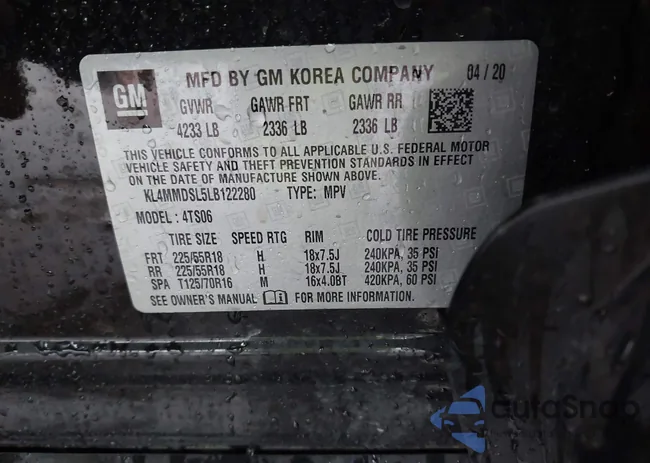 GM
MFD BY GM KOREA COMPANY 04 / 20
GVWR GAWR FRT GAWR RR
4233 LB 2336 LB 2336 LB
THIS VEHICLE CONFORMS TO ALL APPLICABLE U.S. FEDERAL MOTOR
VEHICLE SAFETY AND THEFT PREVENTION STANDARDS IN EFFECT
ON THE DATE OF MANUFACTURE SHOWN ABOVE.
KL4MMDSL5LB122280 TYPE: MPV
MODEL : 4TS06
TIRE SIZE SPEED RTG RIM COLD TIRE PRESSURE
FRT 225/55R18 H 18x7.5J 240KPA, 35 PSI
RR 225/55R18 H 18x7.5J 240KPA, 35 PSI
SPA T125/70R16 M 16x4.0BT 420KPA, 60 PSI
SEE OWNER'S MANUAL FOR MORE INFORMATION.
AutoSnap